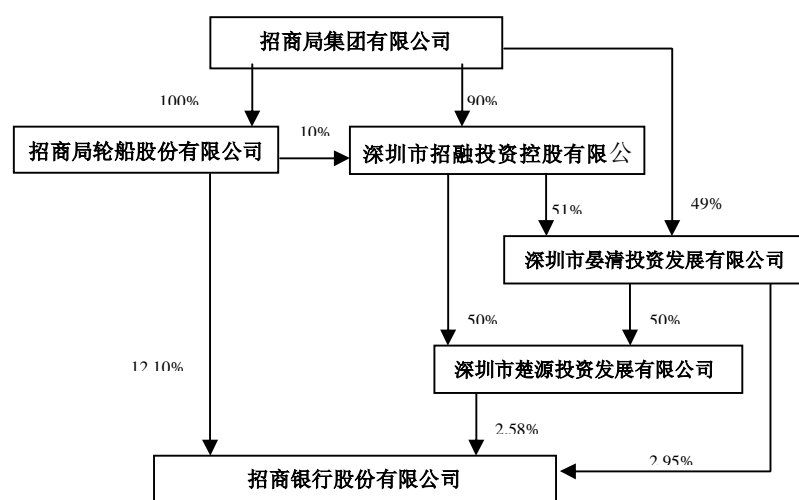 招商局集团有限公司
100%
90%
招商局轮船股份有限公司
10%
深圳市招融投资控股有限公
51%
49%
深圳市晏清投资发展有限公司
50%
50%
12.10%
深圳市楚源投资发展有限公司
2.58%
2.95%
招商银行股份有限公司